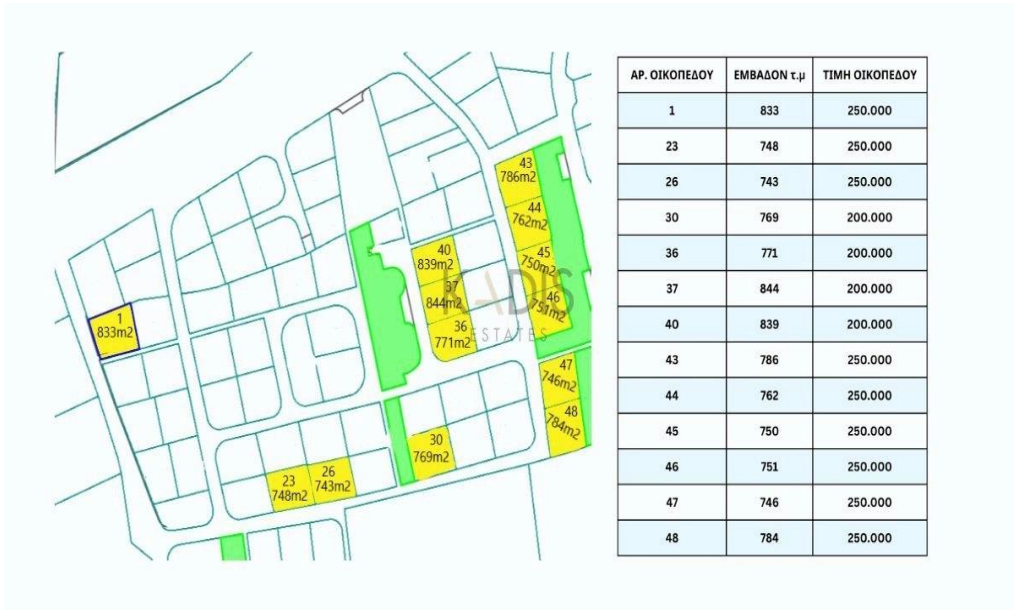 43
786m2
44
762m2
40
839m2
45
750m2
37
844m2
46
751m2
KADIS
ESTATES
1
833m2
36
771m2
47
746m2
48
784m2
30
769m2
23
748m2
26
743m2
ΑΡ. ΟΙΚΟΠΕΔΟΥ ΕΜΒΑΔΟΝ τ.μ ΤΙΜΗ ΟΙΚΟΠΕΔΟΥ
1 833 250.000
23 748 250.000
26 743 250.000
30 769 200.000
36 771 200.000
37 844 200.000
40 839 200.000
43 786 250.000
44 762 250.000
45 750 250.000
46 751 250.000
47 746 250.000
48 784 250.000